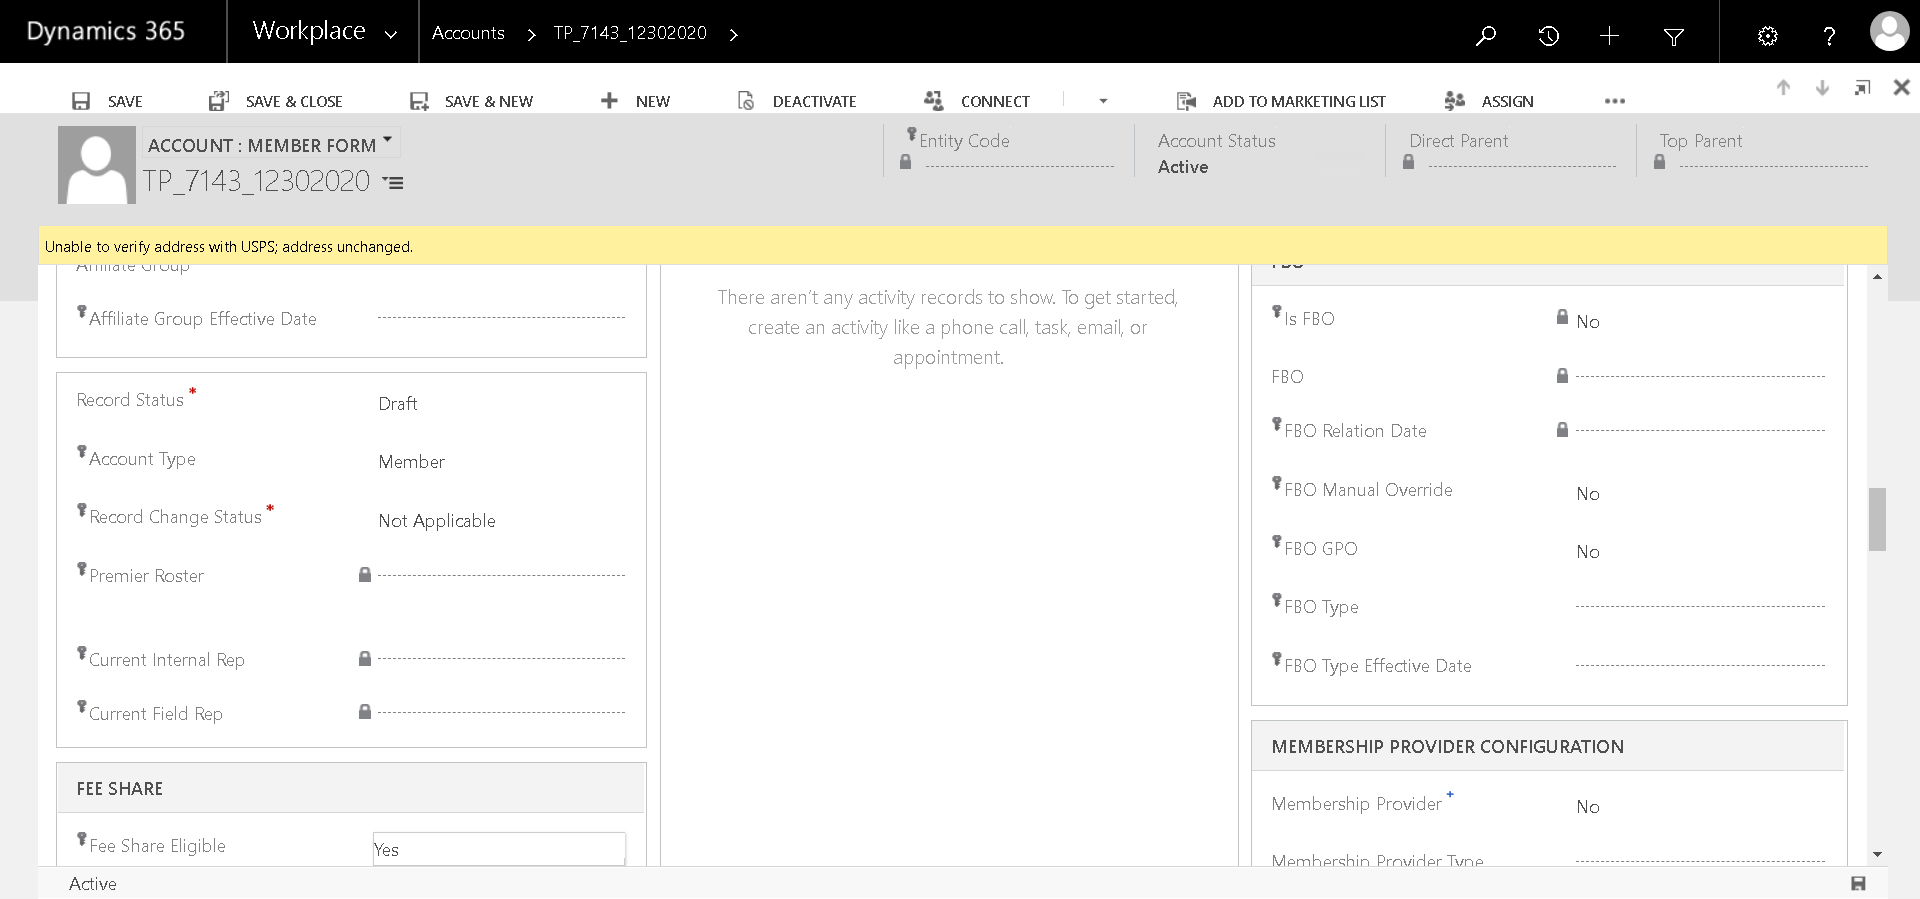 Dynamics 365
Workplace
Accounts
TP_7143_12302020
SAVE
SAVE & CLOSE
SAVE & NEW
NEW
DEACTIVATE
CONNECT
ADD TO MARKETING LIST
ASSIGN
ACCOUNT : MEMBER FORM
TP_7143_12302020
Entity Code
Account Status
Active
Direct Parent
Top Parent
Unable to verify address with USPS; address unchanged.
Affiliate Group
Affiliate Group Effective Date
Record Status *
Draft
Account Type
Member
Record Change Status *
Not Applicable
Premier Roster
Current Internal Rep
Current Field Rep
FEE SHARE
Fee Share Eligible
Yes
There aren't any activity records to show. To get started,
create an activity like a phone call, task, email, or
appointment.
FBO
Is FBO
No
FBO
FBO Relation Date
FBO Manual Override
No
FBO GPO
No
FBO Type
FBO Type Effective Date
MEMBERSHIP PROVIDER CONFIGURATION
Membership Provider +
No
Membership Provider Type
Active